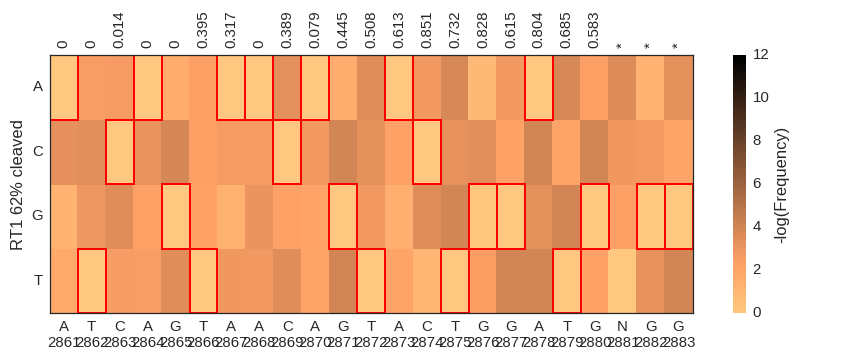 0 0 0.014 0 0 0.395 0.317 0 0.389 0.079 0.445 0.508 0.613 0.851 0.732 0.828 0.615 0.804 0.685 0.583 * * *
A
C
G
T
RT1 62% cleaved
A T C A G T A A C A G T A C T G G A T G N G G
2861 2862 2863 2864 2865 2866 2867 2868 2869 2870 2871 2872 2873 2874 2875 2876 2877 2878 2879 2880 2881 2882 2883
12
10
8
6
4
2
0
-log(Frequency)